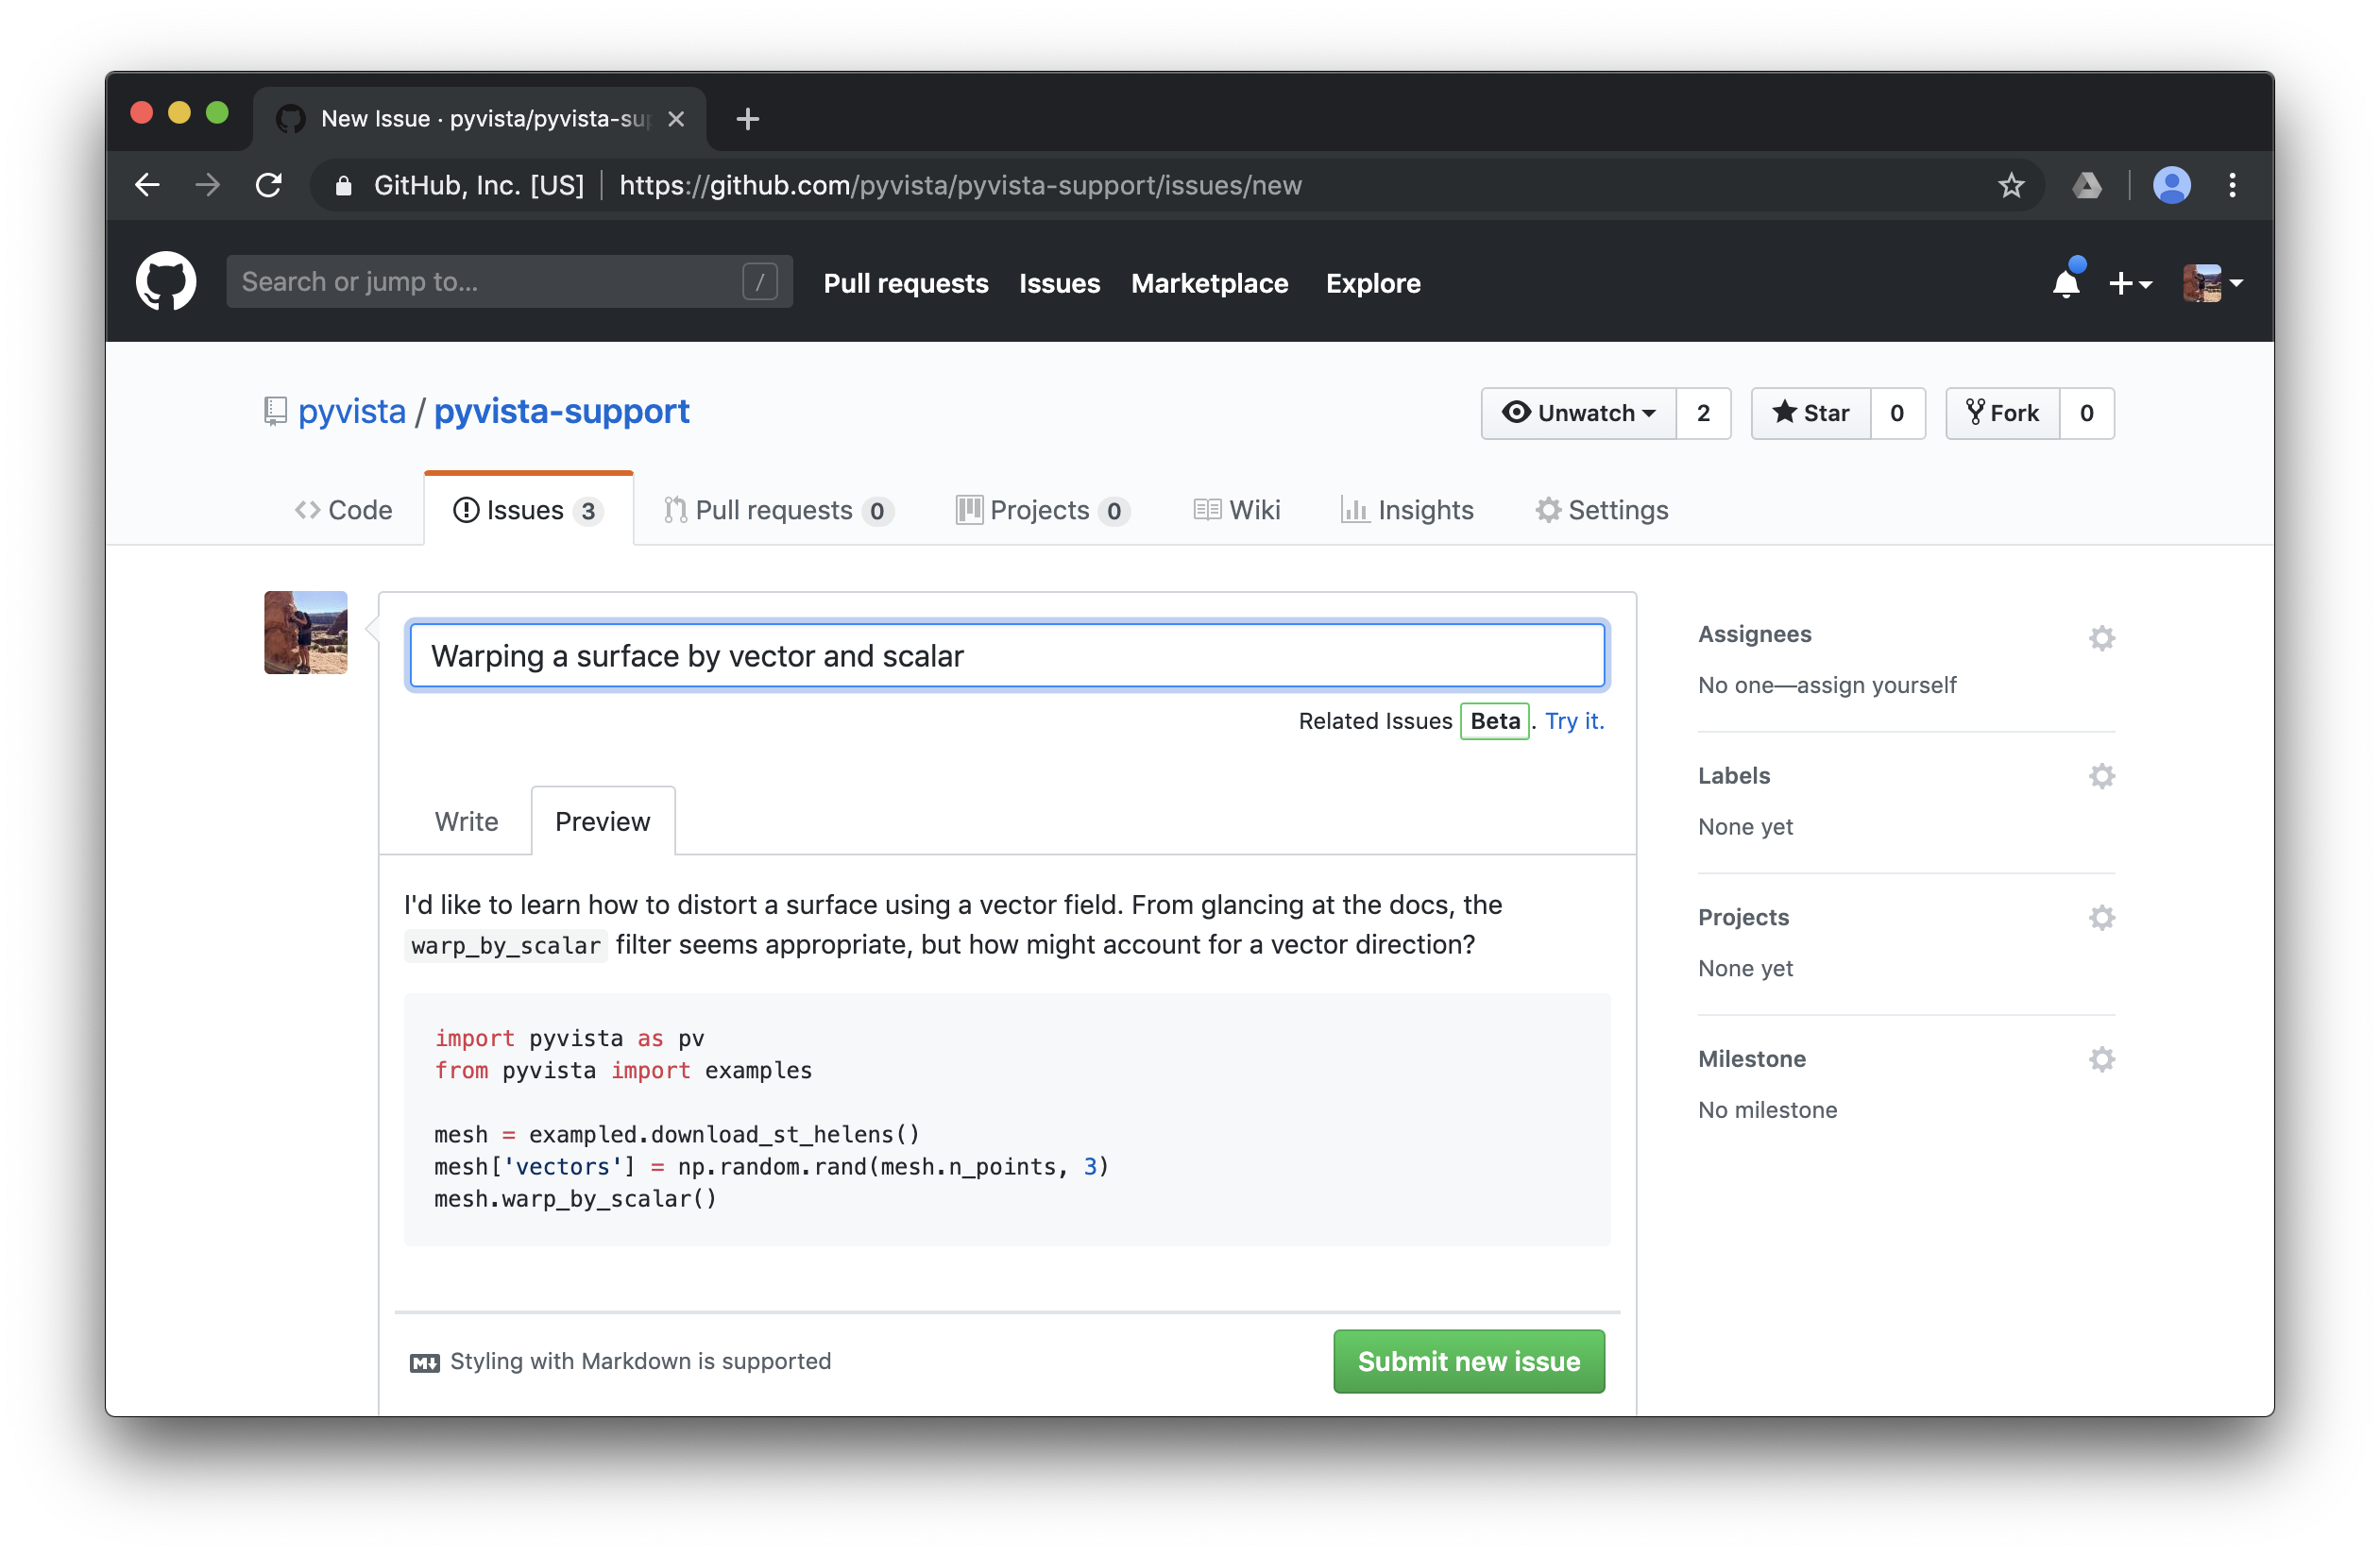 New Issue · pyvista/pyvista-sup
GitHub, Inc. [US] https://github.com/pyvista/pyvista-support/issues/new
Search or jump to... / Pull requests Issues Marketplace Explore
pyvista / pyvista-support Unwatch 2 Star 0 Fork 0
Code Issues 3 Pull requests 0 Projects 0 Wiki Insights Settings
Warping a surface by vector and scalar
Related Issues Beta . Try it.
Write Preview
I'd like to learn how to distort a surface using a vector field. From glancing at the docs, the
warp_by_scalar filter seems appropriate, but how might account for a vector direction?
import pyvista as pv
from pyvista import examples
mesh = exampled.download_st_helens()
mesh['vectors'] = np.random.rand(mesh.n_points, 3)
mesh.warp_by_scalar()
Styling with Markdown is supported
Submit new issue
Assignees
No one—assign yourself
Labels
None yet
Projects
None yet
Milestone
No milestone